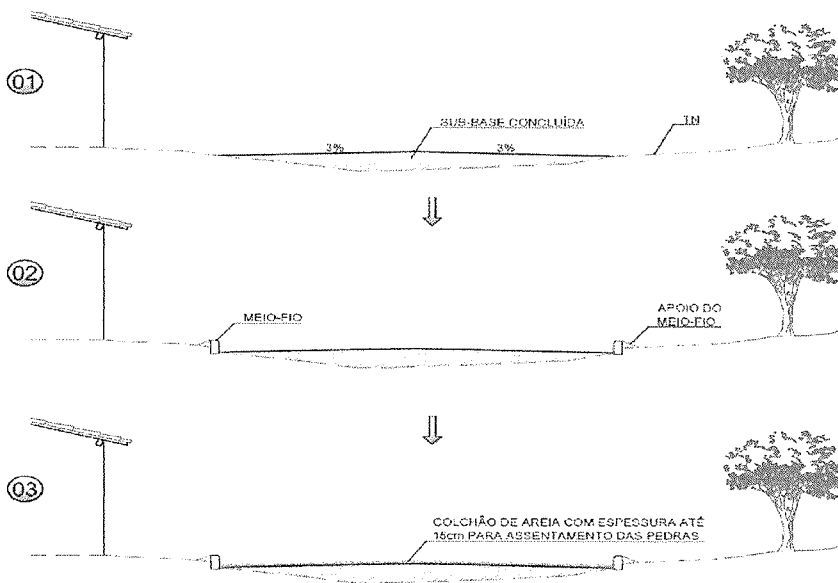 01
SUB-BASE CONCLUÍDA
TN
3%
3%
02
MEIO-FIO
APOIO DO
MEIO-FIO
03
COLCHÃO DE AREIA COM ESPESSURA ATÉ
15cm PARA ASSENTAMENTO DAS PEDRAS